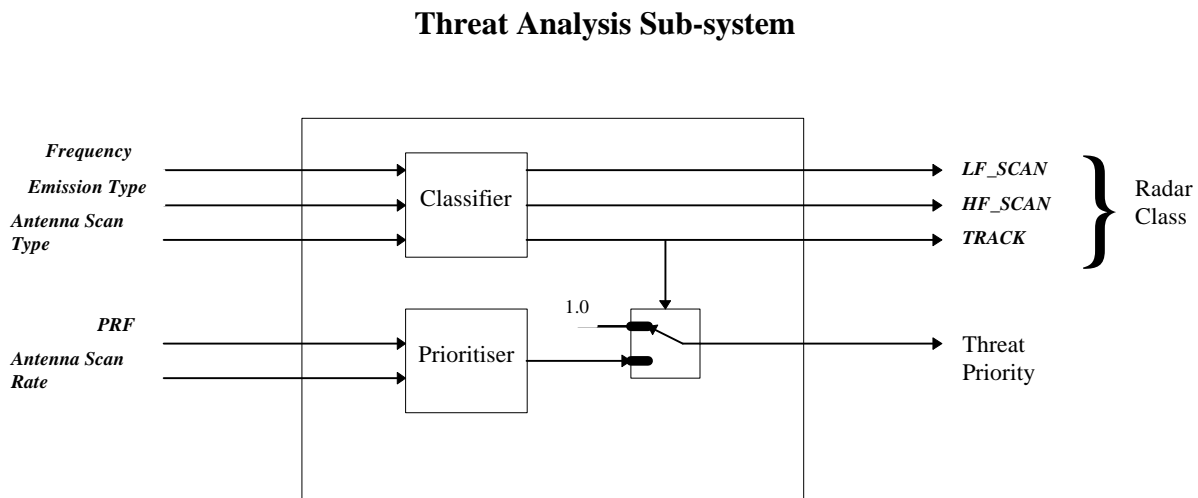 Threat Analysis Sub-system
Frequency
Emission Type
Antenna Scan
Type
Classifier
LF_SCAN
HF_SCAN
TRACK
Radar
Class
1.0
PRF
Antenna Scan
Rate
Prioritiser
Threat
Priority